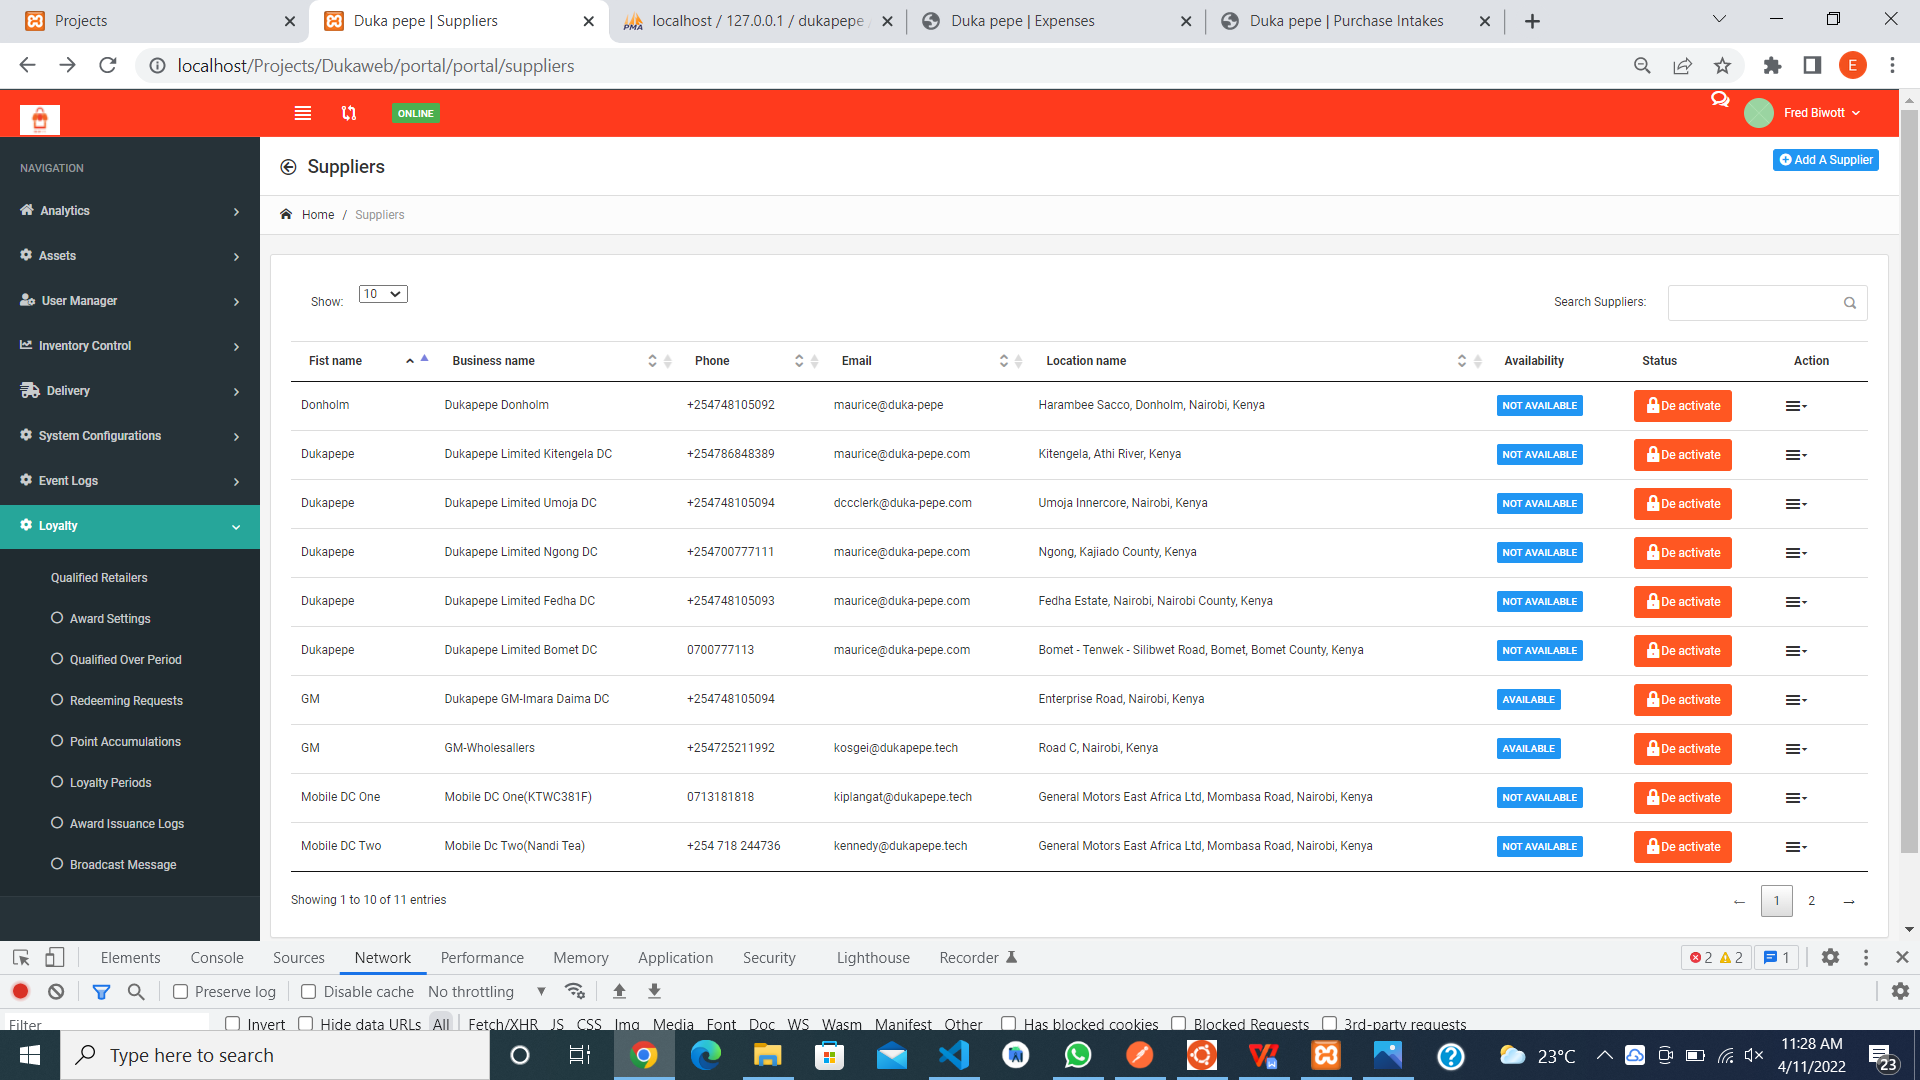 Projects
Duka pepe | Suppliers
localhost / 127.0.0.1 / dukapepe
Duka pepe | Expenses
Duka pepe | Purchase Intakes
localhost/Projects/Dukaweb/portal/portal/suppliers
E
ONLINE
Fred Biwott
NAVIGATION
Analytics
Assets
User Manager
Inventory Control
Delivery
System Configurations
Event Logs
Loyalty
Qualified Retailers
Award Settings
Qualified Over Period
Redeeming Requests
Point Accumulations
Loyalty Periods
Award Issuance Logs
Broadcast Message
Suppliers
Add A Supplier
Home / Suppliers
Show: 10
Search Suppliers:
Fist name Business name Phone Email Location name Availability Status Action
Donholm Dukapepe Donholm +254748105092 maurice@duka-pepe Harambee Sacco, Donholm, Nairobi, Kenya NOT AVAILABLE De activate
Dukapepe Dukapepe Limited Kitengela DC +254786848389 maurice@duka-pepe.com Kitengela, Athi River, Kenya NOT AVAILABLE De activate
Dukapepe Dukapepe Limited Umoja DC +254748105094 dccclerk@duka-pepe.com Umoja Innercore, Nairobi, Kenya NOT AVAILABLE De activate
Dukapepe Dukapepe Limited Ngong DC +254700777111 maurice@duka-pepe.com Ngong, Kajiado County, Kenya NOT AVAILABLE De activate
Dukapepe Dukapepe Limited Fedha DC +254748105093 maurice@duka-pepe.com Fedha Estate, Nairobi, Nairobi County, Kenya NOT AVAILABLE De activate
Dukapepe Dukapepe Limited Bomet DC 0700777113 maurice@duka-pepe.com Bomet - Tenwek - Silibwet Road, Bomet, Bomet County, Kenya NOT AVAILABLE De activate
GM Dukapepe GM-Imara Daima DC +254748105094 Enterprise Road, Nairobi, Kenya AVAILABLE De activate
GM GM-Wholesallers +254725211992 kosgei@dukapepe.tech Road C, Nairobi, Kenya AVAILABLE De activate
Mobile DC One Mobile DC One(KTWC381F) 0713181818 kiplangat@dukapepe.tech General Motors East Africa Ltd, Mombasa Road, Nairobi, Kenya NOT AVAILABLE De activate
Mobile DC Two Mobile Dc Two(Nandi Tea) +254 718 244736 kennedy@dukapepe.tech General Motors East Africa Ltd, Mombasa Road, Nairobi, Kenya NOT AVAILABLE De activate
Showing 1 to 10 of 11 entries
← 1 2 →
Elements Console Sources Network Performance Memory Application Security Lighthouse Recorder 2 2 1
Preserve log Disable cache No throttling
Filter Invert Hide data URLs All Fetch/XHR JS CSS Img Media Font Doc WS Wasm Manifest Other Has blocked cookies Blocked Requests 3rd-party requests
Type here to search
23°C
11:28 AM
4/11/2022
23